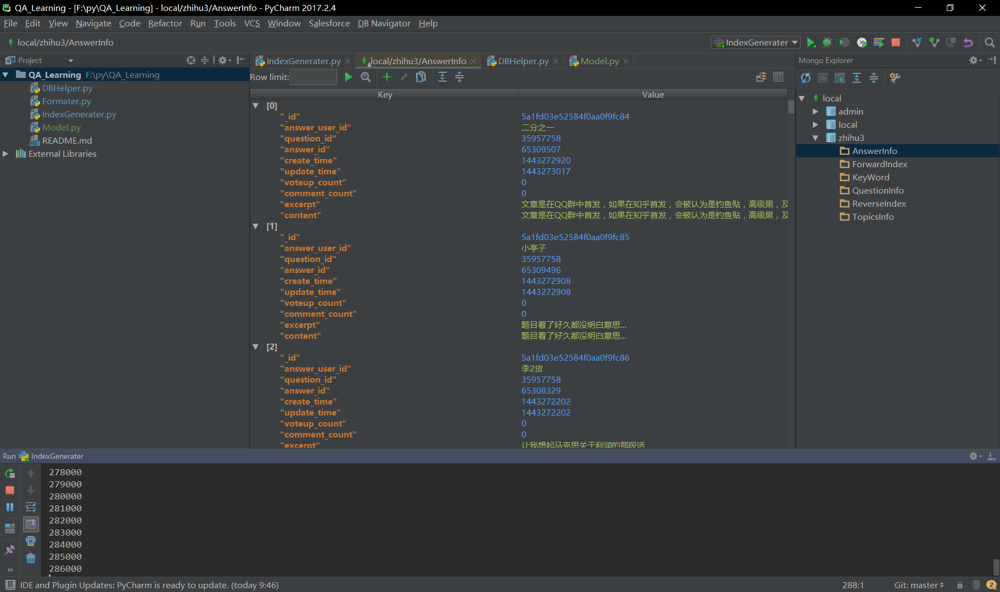 QA_Learning - [F:\py\QA_Learning] - local/zhihu3/AnswerInfo - PyCharm 2017.2.4
File Edit View Navigate Code Refactor Run Tools VCS Window Salesforce DB Navigator Help
local/zhihu3/AnswerInfo
IndexGenerater
Project
QA_Learning F:\py\QA_Learning
DBHelper.py
Formater.py
IndexGenerater.py
Model.py
README.md
External Libraries
IndexGenerater.py local/zhihu3/AnswerInfo DBHelper.py Model.py
Row limit:
Key Value
[0]
"_id" 5a1fd03e52584f0aa0f9fc84
"answer_user_id" 二分之一
"question_id" 35957758
"answer_id" 65309507
"create_time" 1443272920
"update_time" 1443273017
"voteup_count" 0
"comment_count" 0
"excerpt" 文章是在QQ群中首发，如果在知乎首发，会被认为是钓鱼贴，高级黑，及
"content" 文章是在QQ群中首发，如果在知乎首发，会被认为是钓鱼贴，高级黑，及
[1]
"_id" 5a1fd03e52584f0aa0f9fc85
"answer_user_id" 小亭子
"question_id" 35957758
"answer_id" 65309496
"create_time" 1443272908
"update_time" 1443272908
"voteup_count" 0
"comment_count" 0
"excerpt" 题目看了好久都没明白意思...
"content" 题目看了好久都没明白意思...
[2]
"_id" 5a1fd03e52584f0aa0f9fc86
"answer_user_id" 李2货
"question_id" 35957758
"answer_id" 65308329
"create_time" 1443272202
"update_time" 1443272202
"voteup_count" 0
"comment_count" 0
"excerpt" 让我想起马克思关于利润的那段话
Mongo Explorer
local
admin
local
zhihu3
AnswerInfo
ForwardIndex
KeyWord
QuestionInfo
ReverseIndex
TopicsInfo
Run IndexGenerater
278000
279000
280000
281000
282000
283000
284000
285000
286000
IDE and Plugin Updates: PyCharm is ready to update. (today 9:46)
288:1 Git: master 2